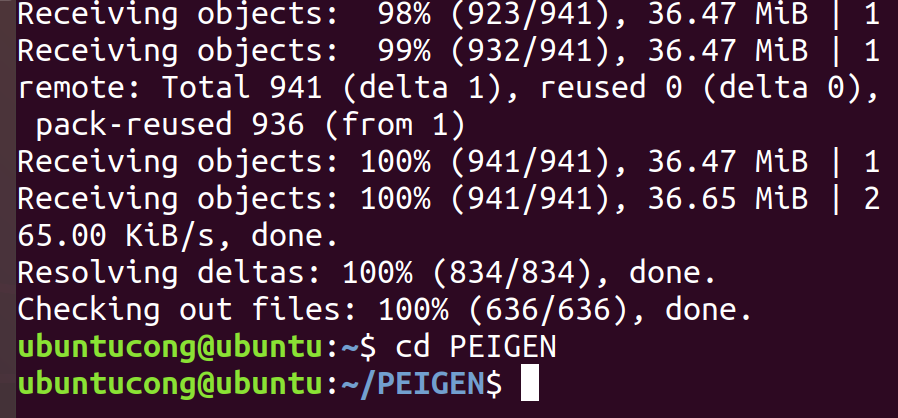 Receiving objects:  98% (923/941), 36.47 MiB | 1
Receiving objects:  99% (932/941), 36.47 MiB | 1
remote: Total 941 (delta 1), reused 0 (delta 0),
 pack-reused 936 (from 1)
Receiving objects: 100% (941/941), 36.47 MiB | 1
Receiving objects: 100% (941/941), 36.65 MiB | 2
65.00 KiB/s, done.
Resolving deltas: 100% (834/834), done.
Checking out files: 100% (636/636), done.
ubuntucong@ubuntu:~$ cd PEIGEN
ubuntucong@ubuntu:~/PEIGEN$